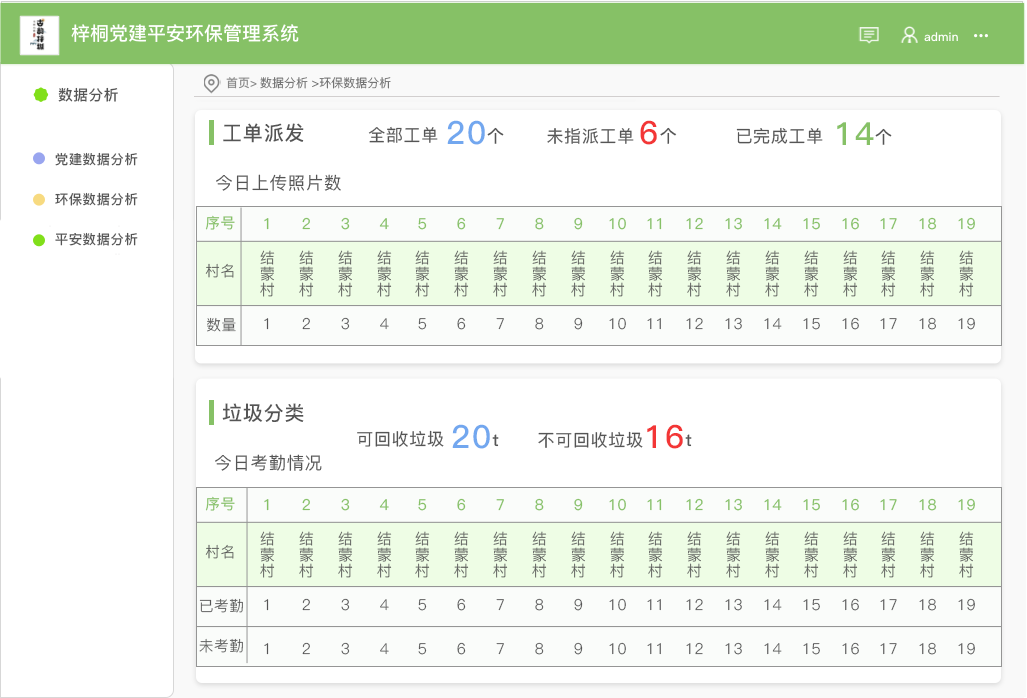 梓桐党建平安环保管理系统
admin
数据分析
党建数据分析
环保数据分析
平安数据分析
首页> 数据分析 >环保数据分析
工单派发 全部工单 20个 未指派工单 6个 已完成工单 14个
今日上传照片数
序号 1 2 3 4 5 6 7 8 9 10 11 12 13 14 15 16 17 18 19
村名 结蒙村 结蒙村 结蒙村 结蒙村 结蒙村 结蒙村 结蒙村 结蒙村 结蒙村 结蒙村 结蒙村 结蒙村 结蒙村 结蒙村 结蒙村 结蒙村 结蒙村 结蒙村 结蒙村
数量 1 2 3 4 5 6 7 8 9 10 11 12 13 14 15 16 17 18 19
垃圾分类
可回收垃圾 20t 不可回收垃圾16t
今日考勤情况
序号 1 2 3 4 5 6 7 8 9 10 11 12 13 14 15 16 17 18 19
村名 结蒙村 结蒙村 结蒙村 结蒙村 结蒙村 结蒙村 结蒙村 结蒙村 结蒙村 结蒙村 结蒙村 结蒙村 结蒙村 结蒙村 结蒙村 结蒙村 结蒙村 结蒙村 结蒙村
已考勤 1 2 3 4 5 6 7 8 9 10 11 12 13 14 15 16 17 18 19
未考勤 1 2 3 4 5 6 7 8 9 10 11 12 13 14 15 16 17 18 19